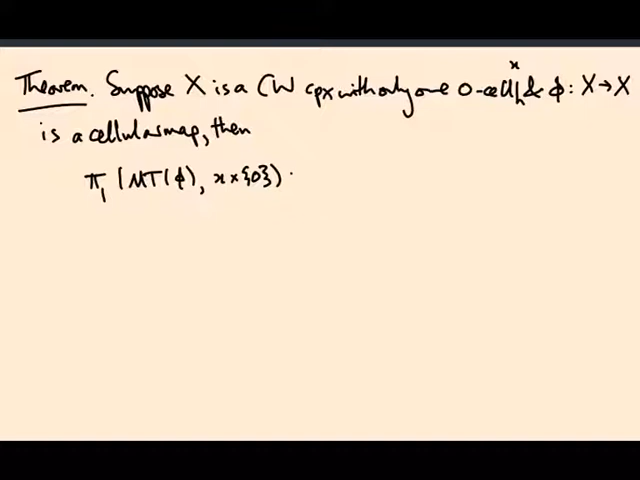 Theorem. Suppose X is a CW cpx with only one 0-cell x & φ: X→X
is a cellular map, then
π₁ (MT(φ), x×{0})